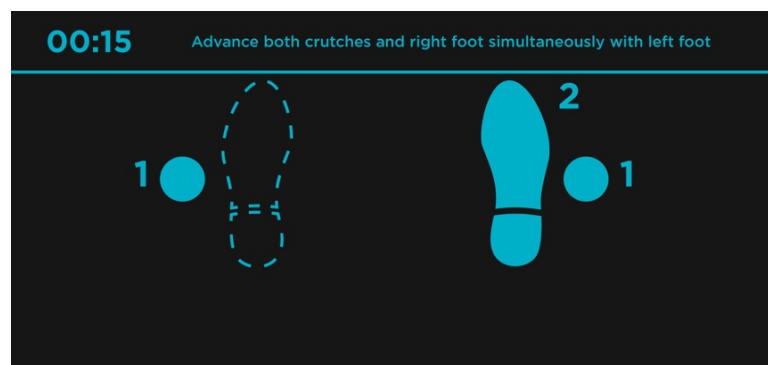 00:15
Advance both crutches and right foot simultaneously with left foot
2
1
1